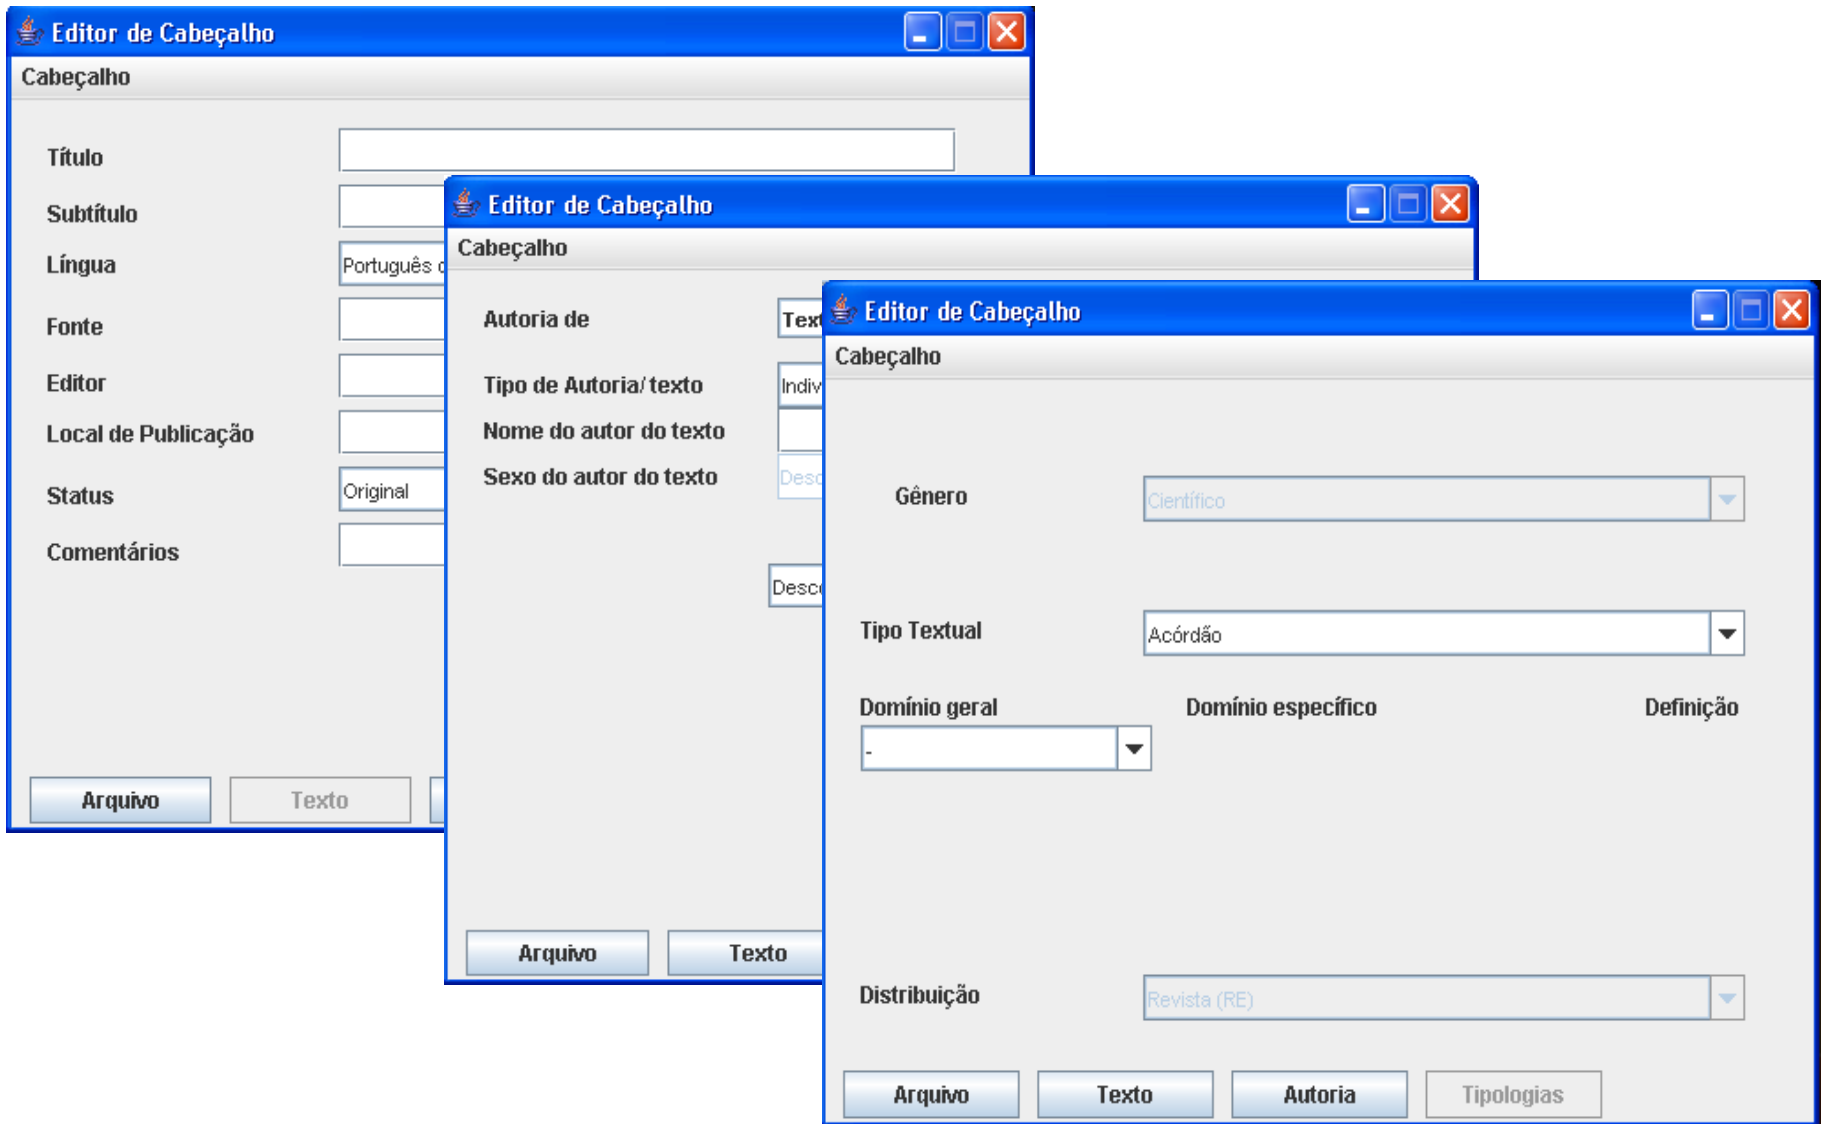 Editor de Cabeçalho
Cabeçalho
Título
Subtítulo
Língua
Português
Fonte
Editor
Local de Publicação
Status
Original
Comentários
Arquivo
Texto
Editor de Cabeçalho
Cabeçalho
Autoria de
Tipo de Autoria/texto
Nome do autor do texto
Sexo do autor do texto
Arquivo
Texto
Editor de Cabeçalho
Cabeçalho
Gênero
Científico
Tipo Textual
Acórdão
Domínio geral
Domínio específico
Definição
-
Distribuição
Revista (RE)
Arquivo
Texto
Autoria
Tipologias